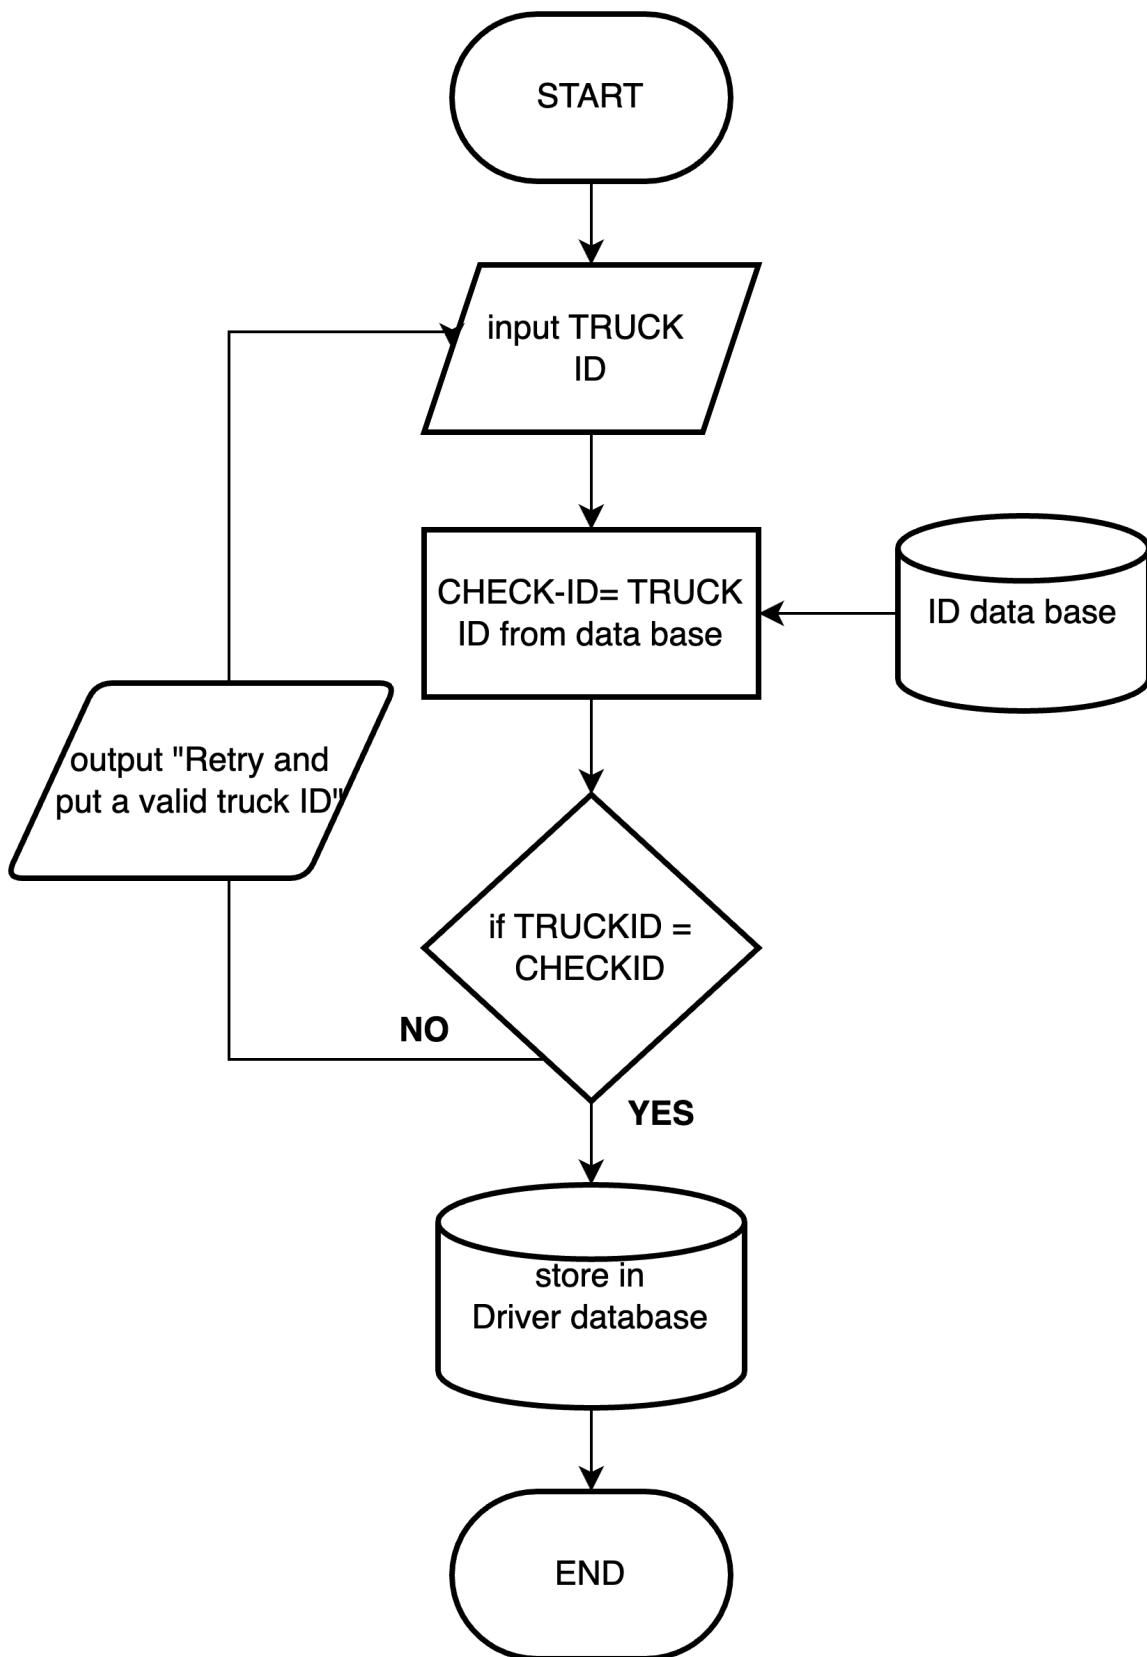 START
input TRUCK
ID
CHECK-ID= TRUCK
ID from data base
ID data base
output "Retry and
put a valid truck ID"
if TRUCKID =
CHECKID
NO
YES
store in
Driver database
END